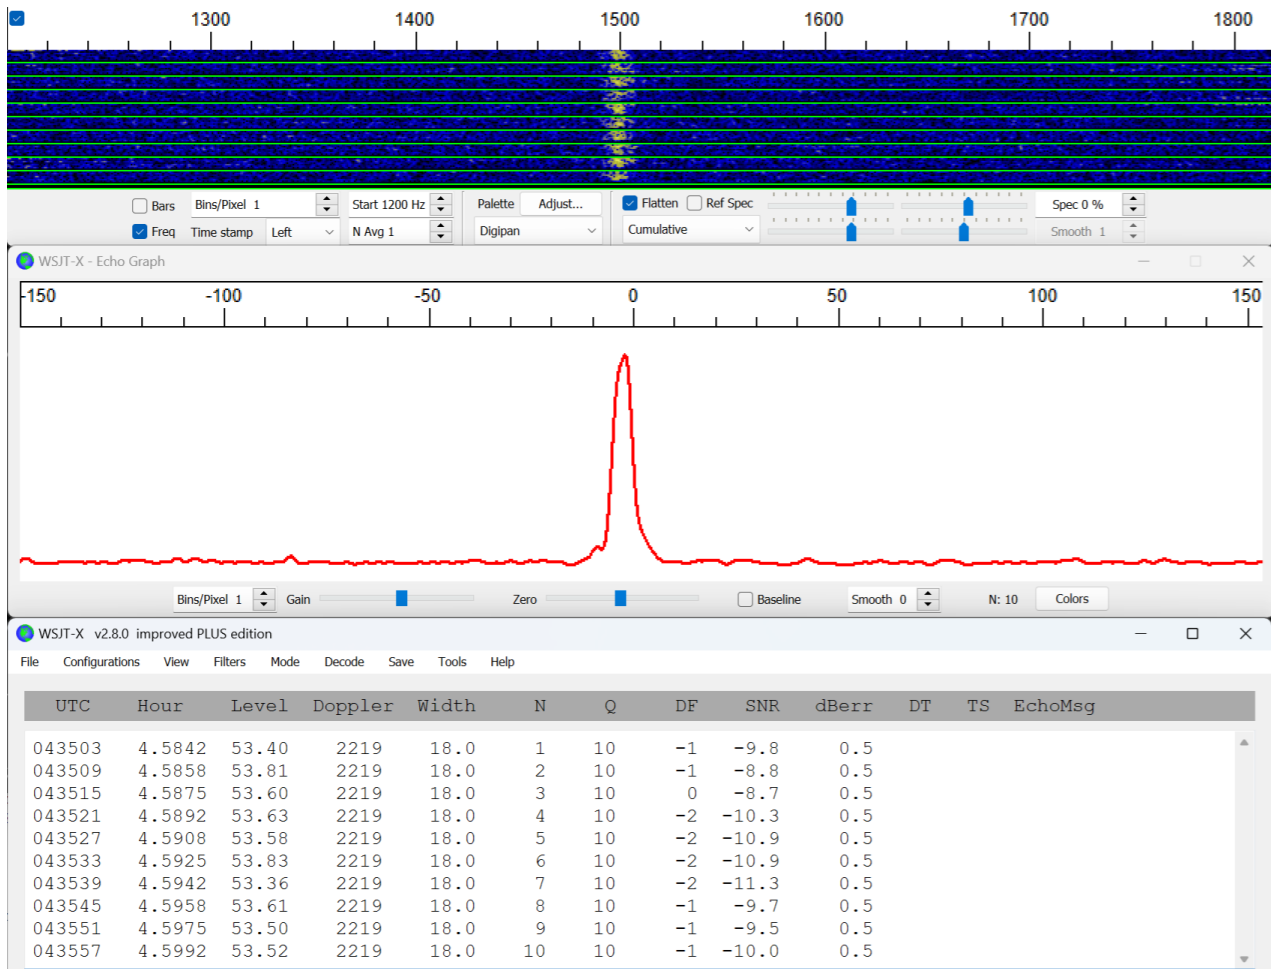 1300 1400 1500 1600 1700 1800
Bars Bins/Pixel 1 Start 1200 Hz Palette Adjust... Flatten Ref Spec Spec 0 %
Freq Time stamp Left N Avg 1 Digipan Cumulative Smooth 1
WSJT-X - Echo Graph
-150 -100 -50 0 50 100 150
Bins/Pixel 1 Gain Zero Baseline Smooth 0 N: 10 Colors
WSJT-X v2.8.0 improved PLUS edition
File Configurations View Filters Mode Decode Save Tools Help
UTC Hour Level Doppler Width N Q DF SNR dBerr DT TS EchoMsg
043503 4.5842 53.40 2219 18.0 1 10 -1 -9.8 0.5
043509 4.5858 53.81 2219 18.0 2 10 -1 -8.8 0.5
043515 4.5875 53.60 2219 18.0 3 10 0 -8.7 0.5
043521 4.5892 53.63 2219 18.0 4 10 -2 -10.3 0.5
043527 4.5908 53.58 2219 18.0 5 10 -2 -10.9 0.5
043533 4.5925 53.83 2219 18.0 6 10 -2 -10.9 0.5
043539 4.5942 53.36 2219 18.0 7 10 -2 -11.3 0.5
043545 4.5958 53.61 2219 18.0 8 10 -1 -9.7 0.5
043551 4.5975 53.50 2219 18.0 9 10 -1 -9.5 0.5
043557 4.5992 53.52 2219 18.0 10 10 -1 -10.0 0.5